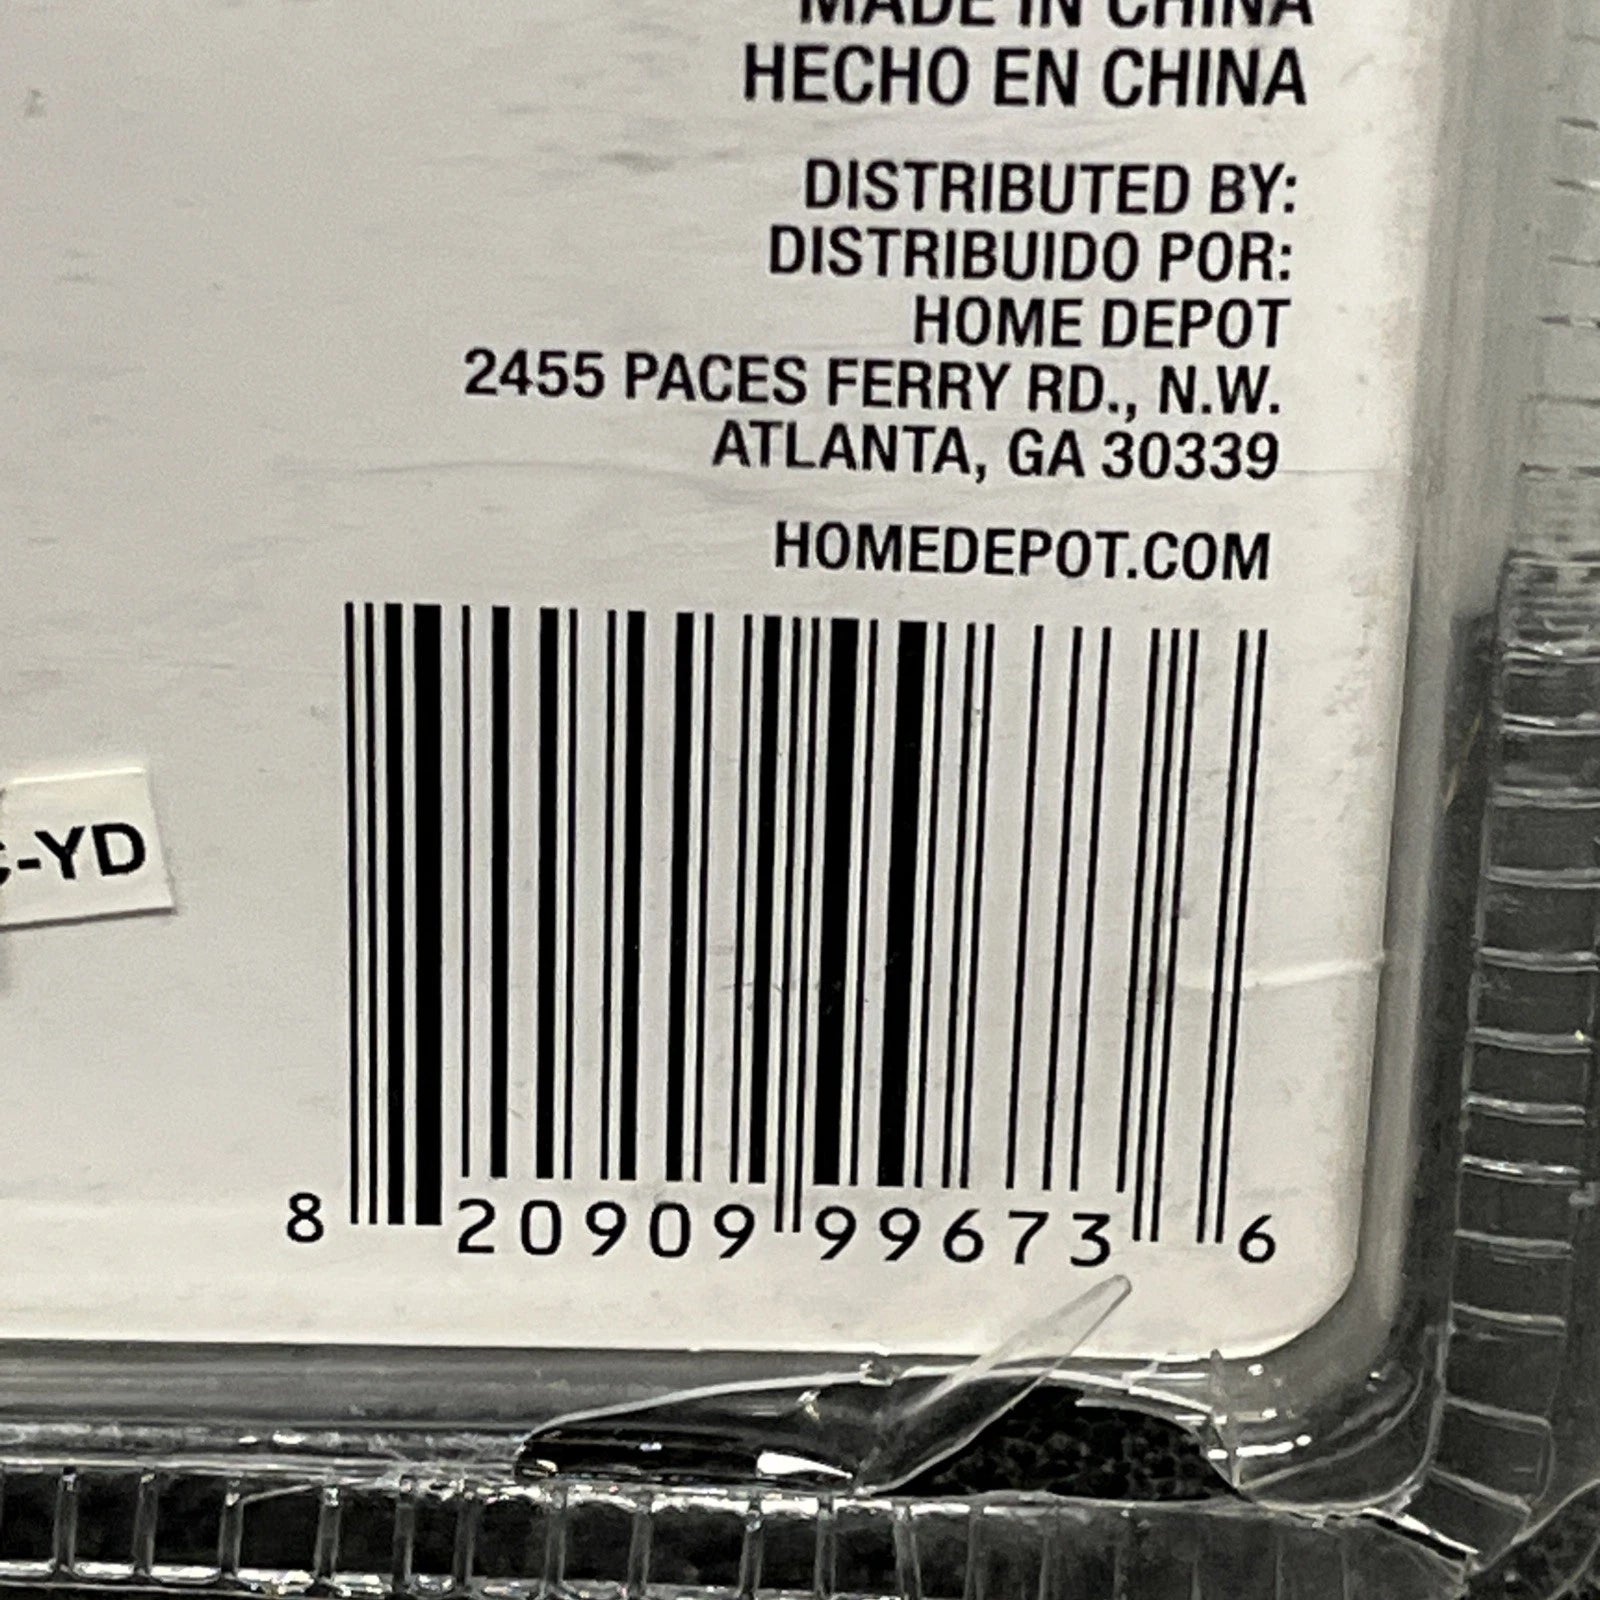 MADE IN CHINA
HECHO EN CHINA
DISTRIBUTED BY:
DISTRIBUIDO POR:
HOME DEPOT
2455 PACES FERRY RD., N.W.
ATLANTA, GA 30339
HOMEDEPOT.COM
-YD
8 20909 99673 6